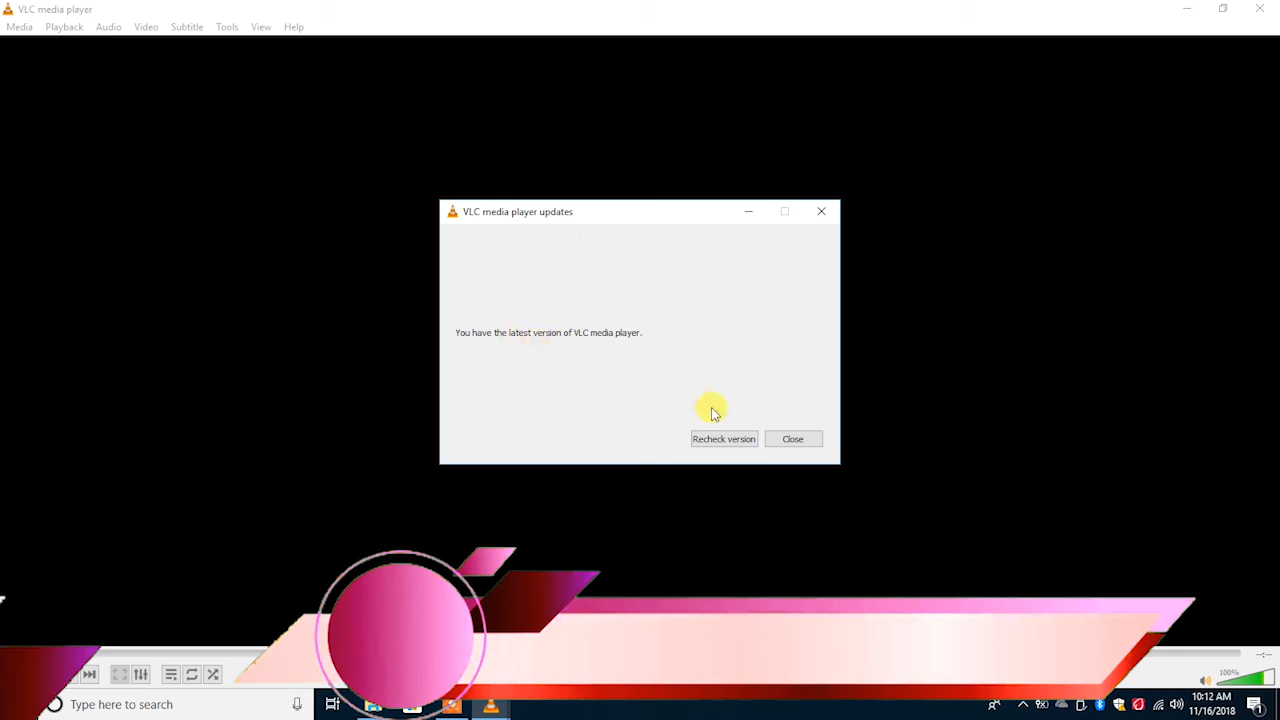 VLC media player
Media Playback Audio Video Subtitle Tools View Help
VLC media player updates
You have the latest version of VLC media player.
Recheck version Close
--:--
100%
Type here to search
10:12 AM
11/16/2018
1